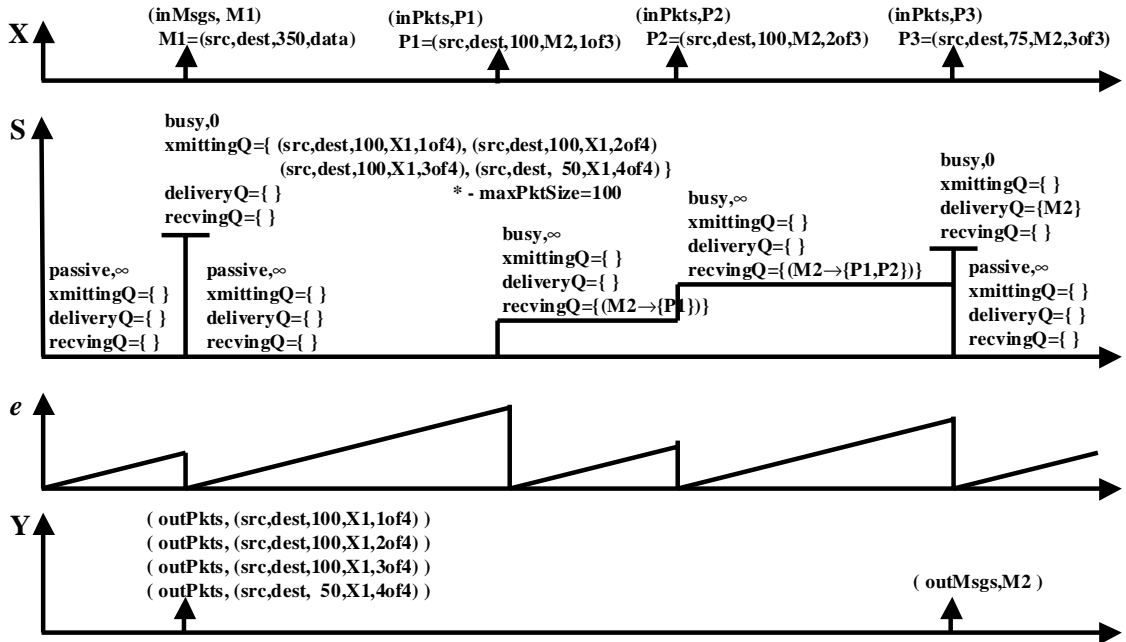 X
(inMsgs, M1)
M1=(src,dest,350,data)
(inPkts,P1)
P1=(src,dest,100,M2,1of3)
(inPkts,P2)
P2=(src,dest,100,M2,2of3)
(inPkts,P3)
P3=(src,dest,75,M2,3of3)
S
passive,∞
xmittingQ={ }
deliveryQ={ }
recvingQ={ }
busy,0
xmittingQ={ (src,dest,100,X1,1of4), (src,dest,100,X1,2of4)
(src,dest,100,X1,3of4), (src,dest, 50,X1,4of4) }
deliveryQ={ }
recvingQ={ }
* - maxPktSize=100
passive,∞
xmittingQ={ }
deliveryQ={ }
recvingQ={ }
busy,∞
xmittingQ={ }
deliveryQ={ }
recvingQ={(M2→{P1})}
busy,∞
xmittingQ={ }
deliveryQ={ }
recvingQ={(M2→{P1,P2})}
busy,0
xmittingQ={ }
deliveryQ={M2}
recvingQ={ }
passive,∞
xmittingQ={ }
deliveryQ={ }
recvingQ={ }
e
Y
( outPkts, (src,dest,100,X1,1of4) )
( outPkts, (src,dest,100,X1,2of4) )
( outPkts, (src,dest,100,X1,3of4) )
( outPkts, (src,dest, 50,X1,4of4) )
( outMsgs,M2 )